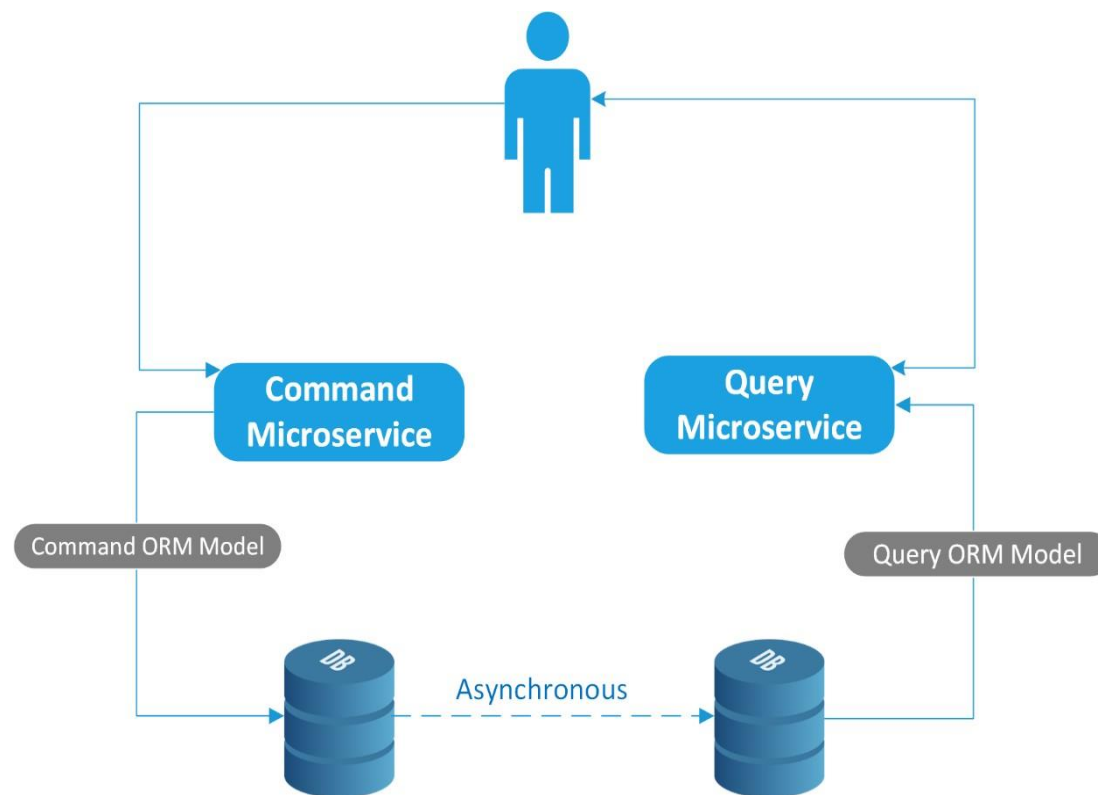 Command
Microservice
Query
Microservice
Command ORM Model
Query ORM Model
DB
Asynchronous
DB